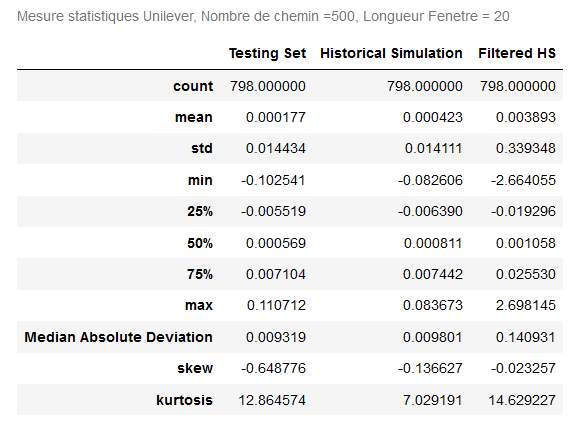 Mesure statistiques Unilever, Nombre de chemin =500, Longueur Fenetre = 20
Testing Set Historical Simulation Filtered HS
count 798.000000 798.000000 798.000000
mean 0.000177 0.000423 0.003893
std 0.014434 0.014111 0.339348
min -0.102541 -0.082606 -2.664055
25% -0.005519 -0.006390 -0.019296
50% 0.000569 0.000811 0.001058
75% 0.007104 0.007442 0.025530
max 0.110712 0.083673 2.698145
Median Absolute Deviation 0.009319 0.009801 0.140931
skew -0.648776 -0.136627 -0.023257
kurtosis 12.864574 7.029191 14.629227